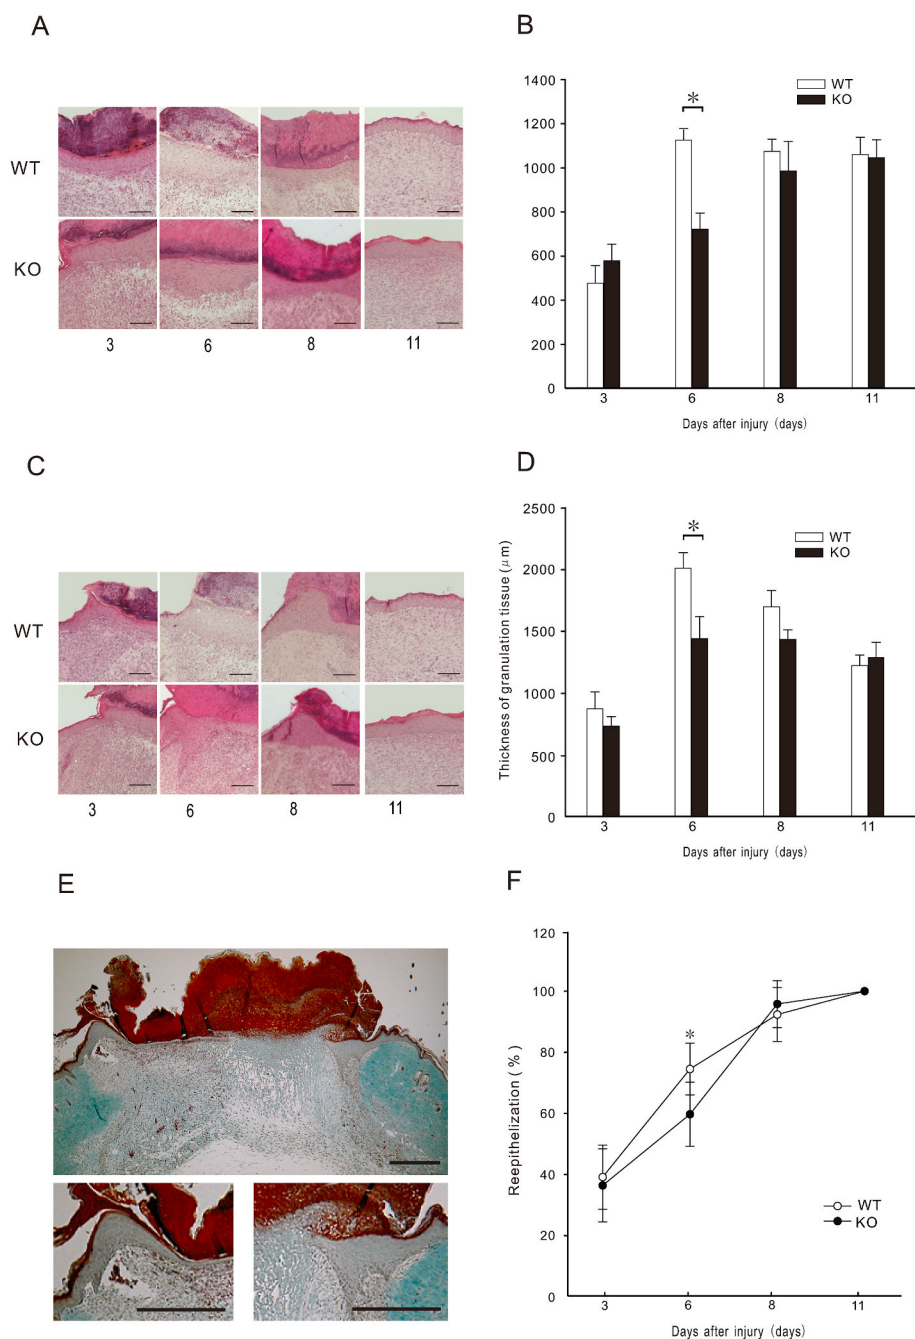 A
WT
KO
3 6 8 11
B
1400
1200
1000
800
600
400
200
0
WT
KO
*
3 6 8 11
Days after injury (days)
C
WT
KO
3 6 8 11
D
Thickness of granulation tissue (μm)
2500
2000
1500
1000
500
0
WT
KO
*
3 6 8 11
Days after injury (days)
E
F
Reepithelization ( % )
120
100
80
60
40
20
0
*
WT
KO
3 6 8 11
Days after injury (days)